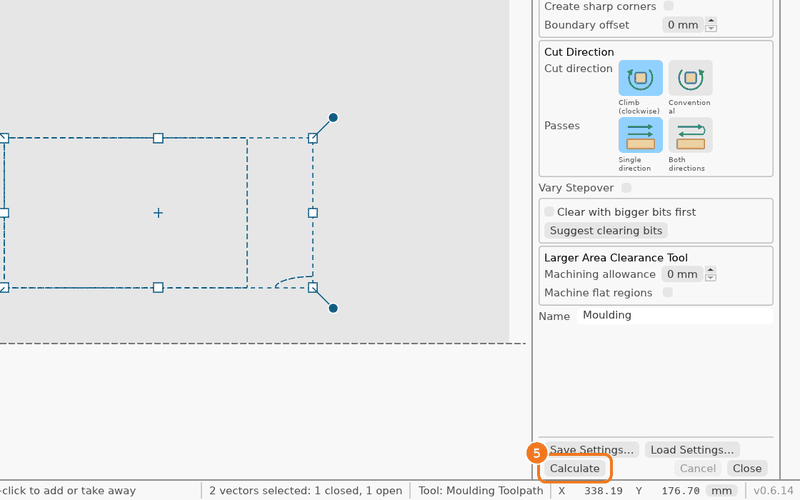 Create sharp corners
Boundary offset 0 mm
Cut Direction
Cut direction
Climb (clockwise)
Convention
al
Passes
Single direction
Both directions
Vary Stepover
Clear with bigger bits first
Suggest clearing bits
Larger Area Clearance Tool
Machining allowance 0 mm
Machine flat regions
Name Moulding
Save Settings... Load Settings...
5
Calculate Cancel Close
-click to add or take away 2 vectors selected: 1 closed, 1 open Tool: Moulding Toolpath X 338.19 Y 176.70 mm v0.6.14